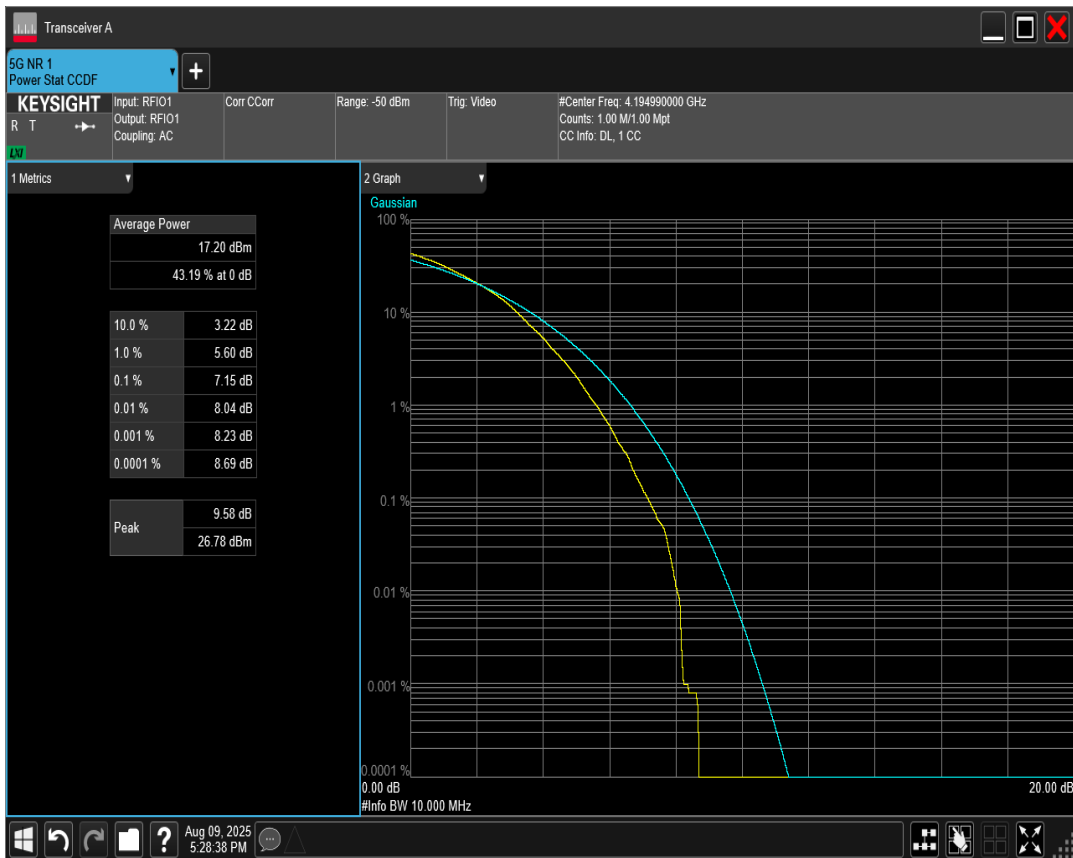 Transceiver A
5G NR 1
Power Stat CCDF
KEYSIGHT
R T
LXI
Input: RFIO1
Output: RFIO1
Coupling: AC
Corr CCorr
Range: -50 dBm
Trig: Video
#Center Freq: 4.194990000 GHz
Counts: 1.00 M/1.00 Mpt
CC Info: DL, 1 CC
1 Metrics
Average Power
17.20 dBm
43.19 % at 0 dB
10.0 % 3.22 dB
1.0 % 5.60 dB
0.1 % 7.15 dB
0.01 % 8.04 dB
0.001 % 8.23 dB
0.0001 % 8.69 dB
Peak
9.58 dB
26.78 dBm
2 Graph
Gaussian
100 %
10 %
1 %
0.1 %
0.01 %
0.001 %
0.0001 %
0.00 dB 20.00 dB
#Info BW 10.000 MHz
?
Aug 09, 2025
5:28:38 PM